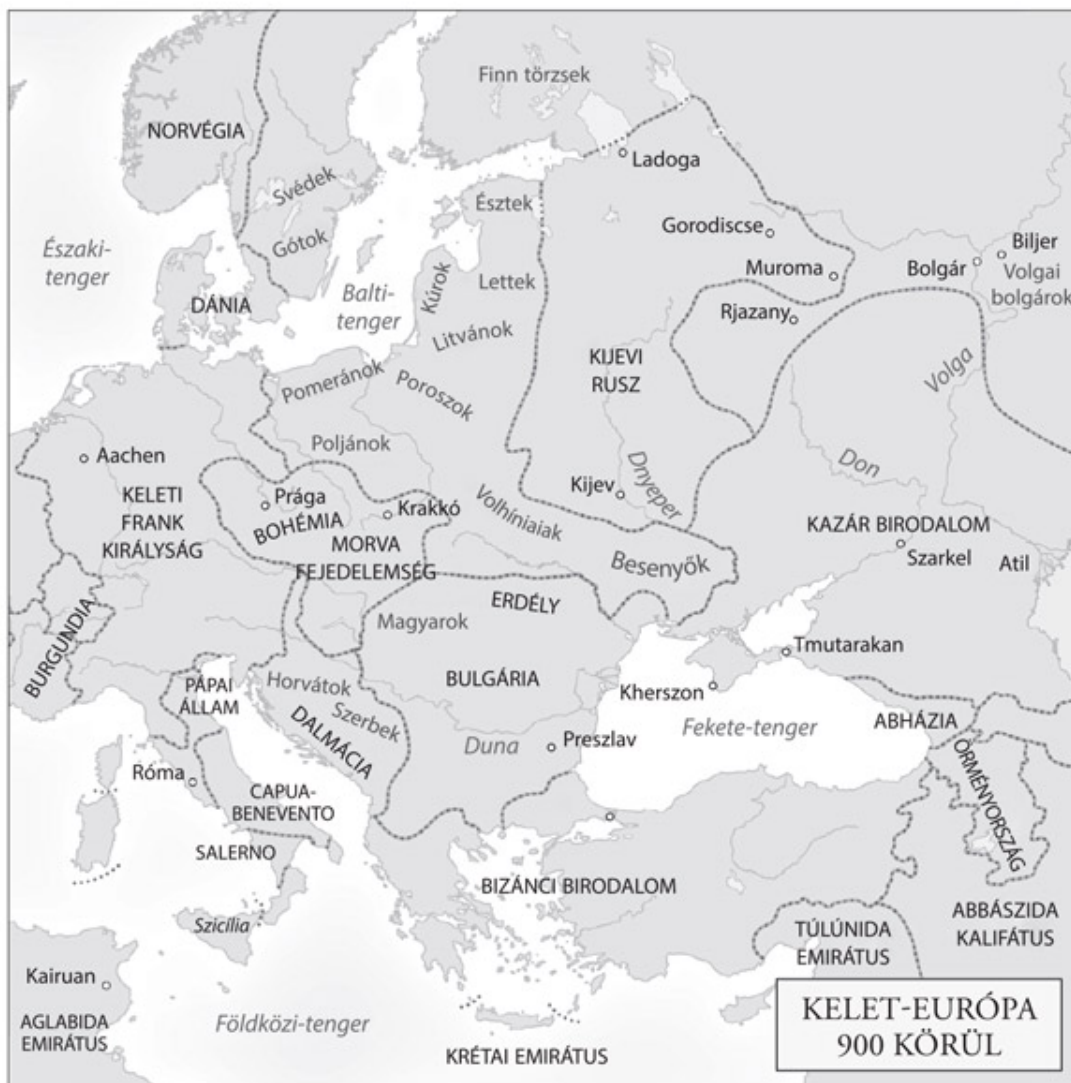 Finn törzsek
NORVÉGIA
Ladoga
Svédek
Észtek
Gótok
Gorodiscse
Északi-
tenger
Biljer
Bolgár
Volgai
bolgárok
Muroma
Kúrok
Lettek
Balti-
tenger
DÁNIA
Rjazany
Litvánok
KIJEVI
RUSZ
Volga
Pomeránok
Poroszok
Poljánok
Aachen
Don
KELETI
FRANK
KIRÁLYSÁG
Prága
BOHÉMIA
Krakkó
Kijev
Dnyeper
Volhíniaiak
KAZÁR BIRODALOM
Szarkel
Atil
MORVA
FEJEDELEMSÉG
Besenyők
ERDÉLY
BURGUNDIA
Magyarok
Tmutarakan
PÁPAI
ÁLLAM
Horvátok
BULGÁRIA
Kherszon
Szerbek
DALMÁCIA
Fekete-tenger
ABHÁZIA
Duna
Preszlav
ÖRMÉNYORSZÁG
Róma
CAPUA-
BENEVENTO
SALERNO
BIZÁNCI BIRODALOM
ABBÁSZIDA
KALIFÁTUS
Szicília
TÚLÚNIDA
EMIRÁTUS
Kairuan
AGLABIDA
EMIRÁTUS
Földközi-tenger
KRÉTAI EMIRÁTUS
KELET-EURÓPA
900 KÖRÜL